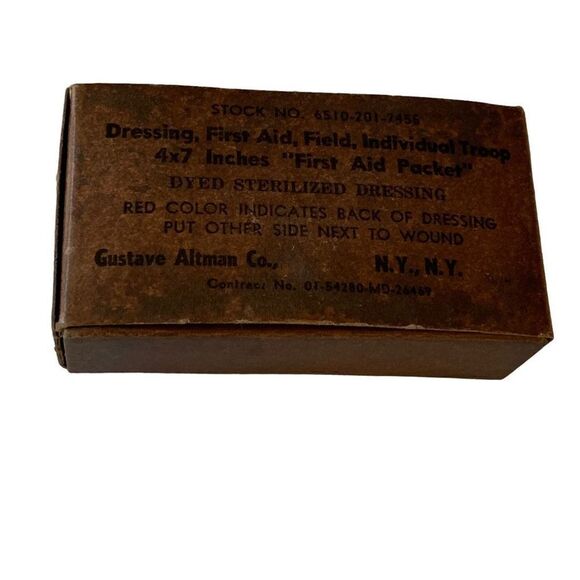 STOCK NO. 6510-201-7455
Dressing, First Aid, Field, Individual Troop
4x7 Inches "First Aid Packet"
DYED STERILIZED DRESSING
RED COLOR INDICATES BACK OF DRESSING
PUT OTHER SIDE NEXT TO WOUND
Gustave Altman Co., N.Y., N.Y.
Contract No. 01-54280-MD-26469